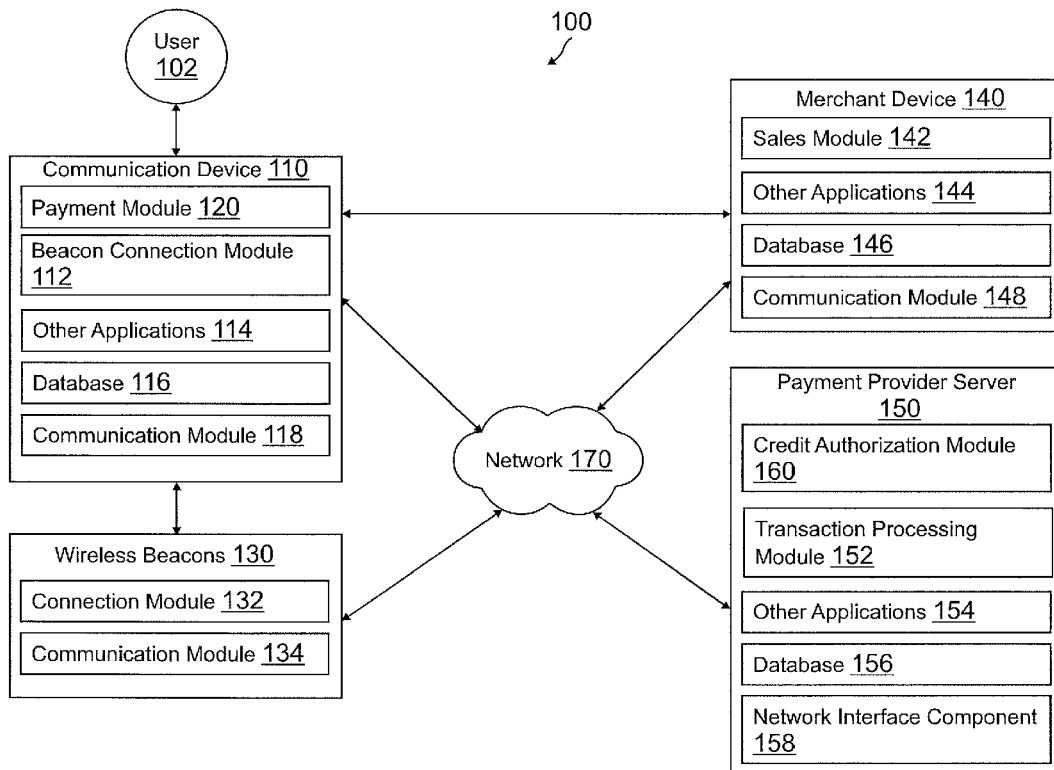 User
102
100
Communication Device 110
Payment Module 120
Beacon Connection Module
112
Other Applications 114
Database 116
Communication Module 118
Wireless Beacons 130
Connection Module 132
Communication Module 134
Network 170
Merchant Device 140
Sales Module 142
Other Applications 144
Database 146
Communication Module 148
Payment Provider Server
150
Credit Authorization Module
160
Transaction Processing
Module 152
Other Applications 154
Database 156
Network Interface Component
158